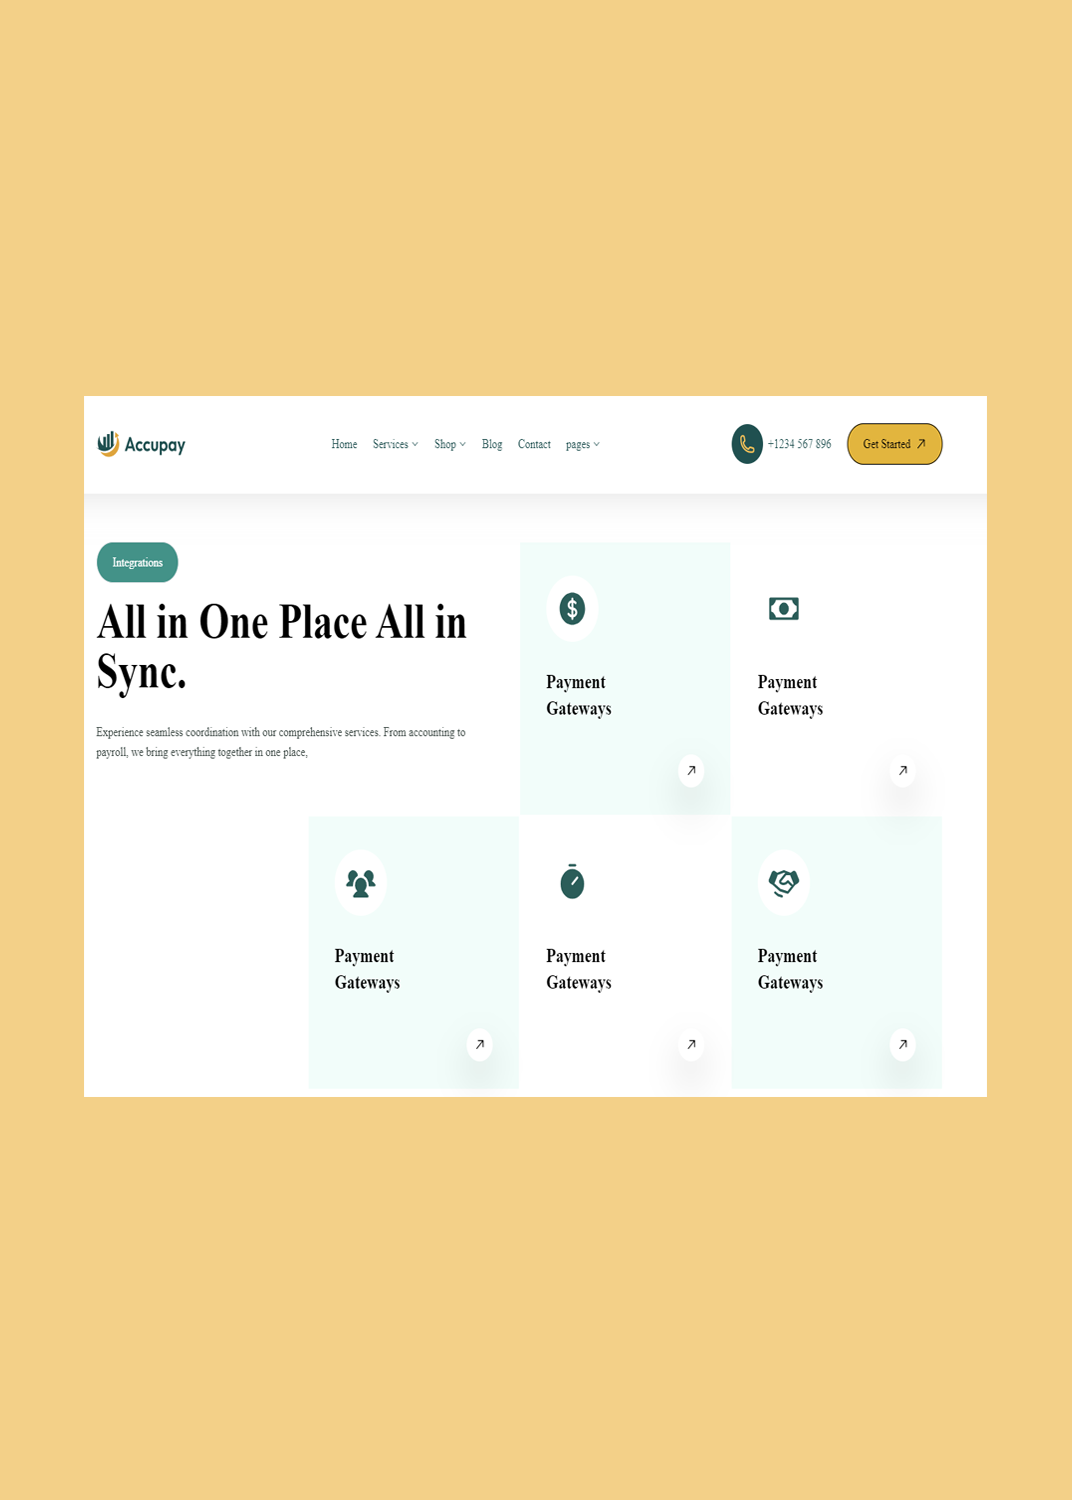 Accupay
Home Services Shop Blog Contact pages
+1234 567 896
Get Started
Integrations
All in One Place All in
Sync.
Experience seamless coordination with our comprehensive services. From accounting to
payroll, we bring everything together in one place,
Payment
Gateways
Payment
Gateways
Payment
Gateways
Payment
Gateways
Payment
Gateways